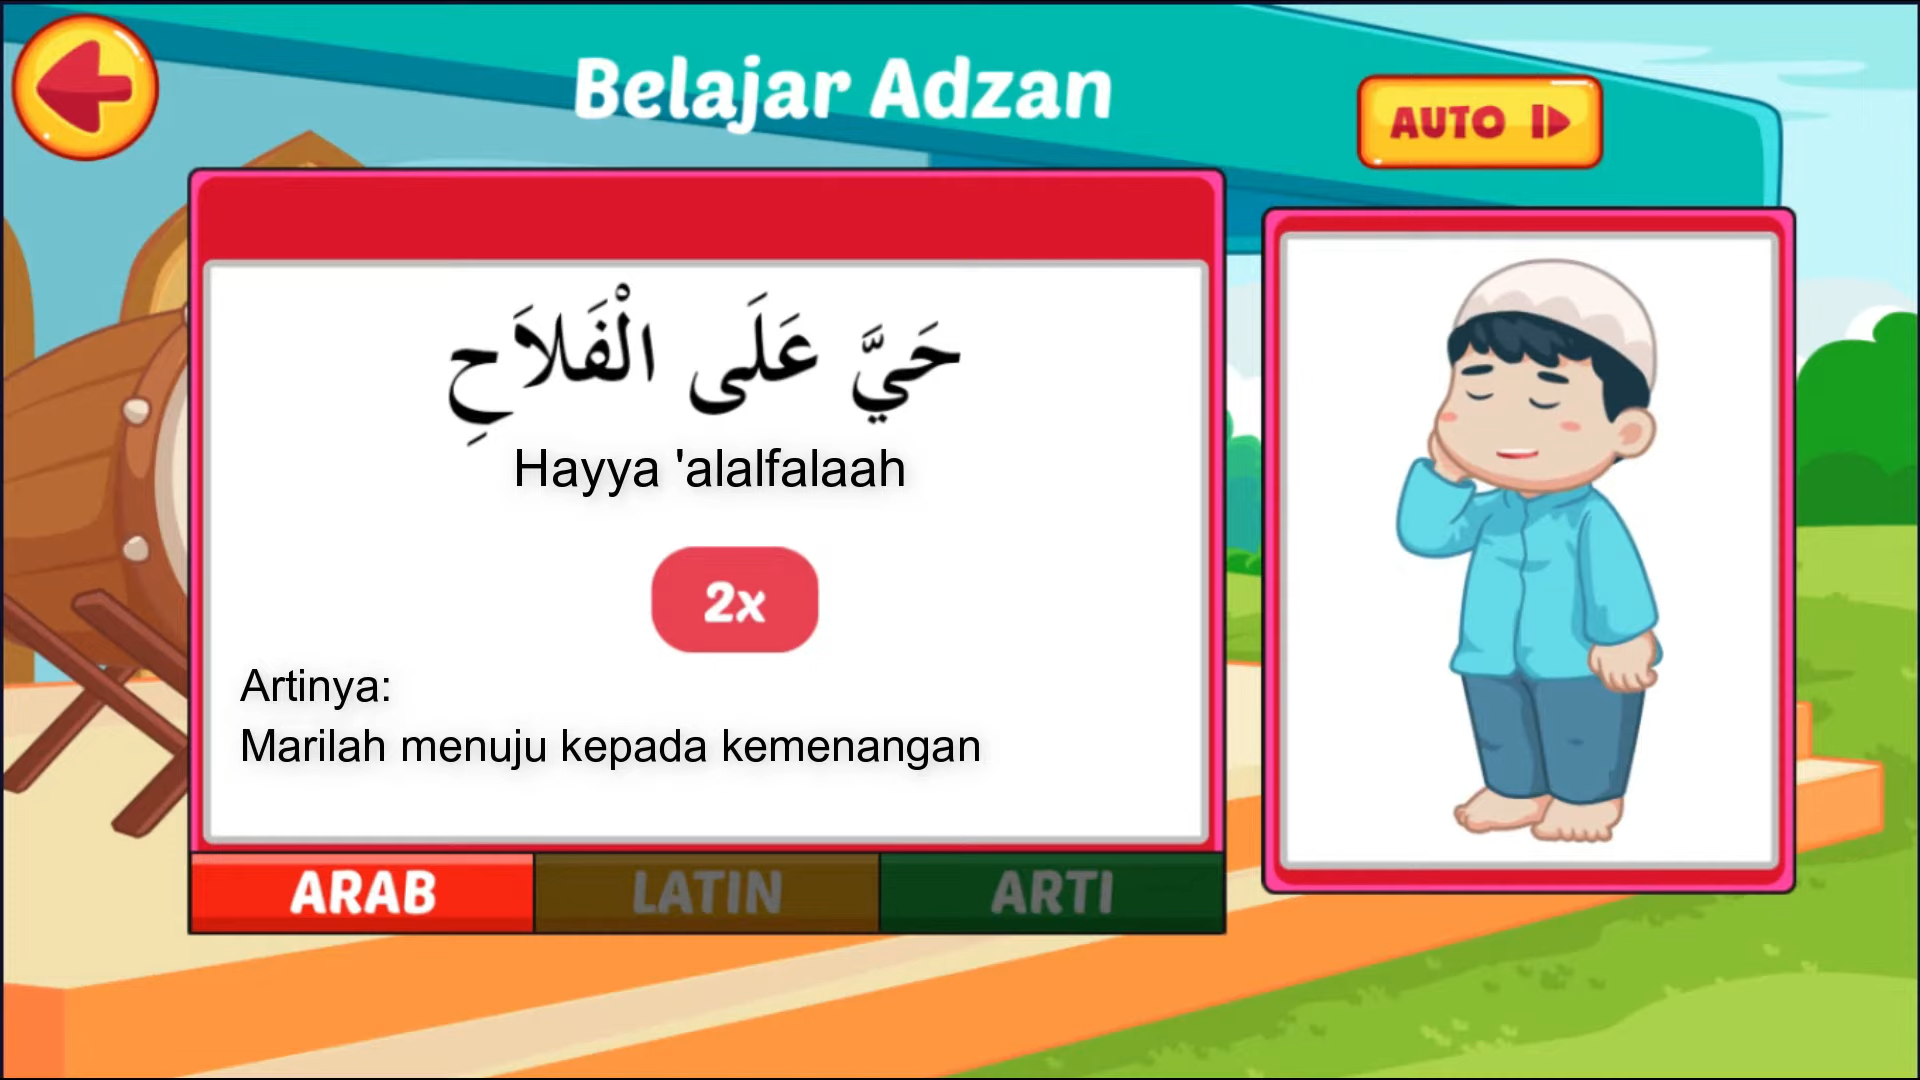 Belajar Adzan
AUTO
حَيَّ عَلَى الْفَلاَحِ
Hayya 'alalfalaah
2x
Artinya:
Marilah menuju kepada kemenangan
ARAB
LATIN
ARTI